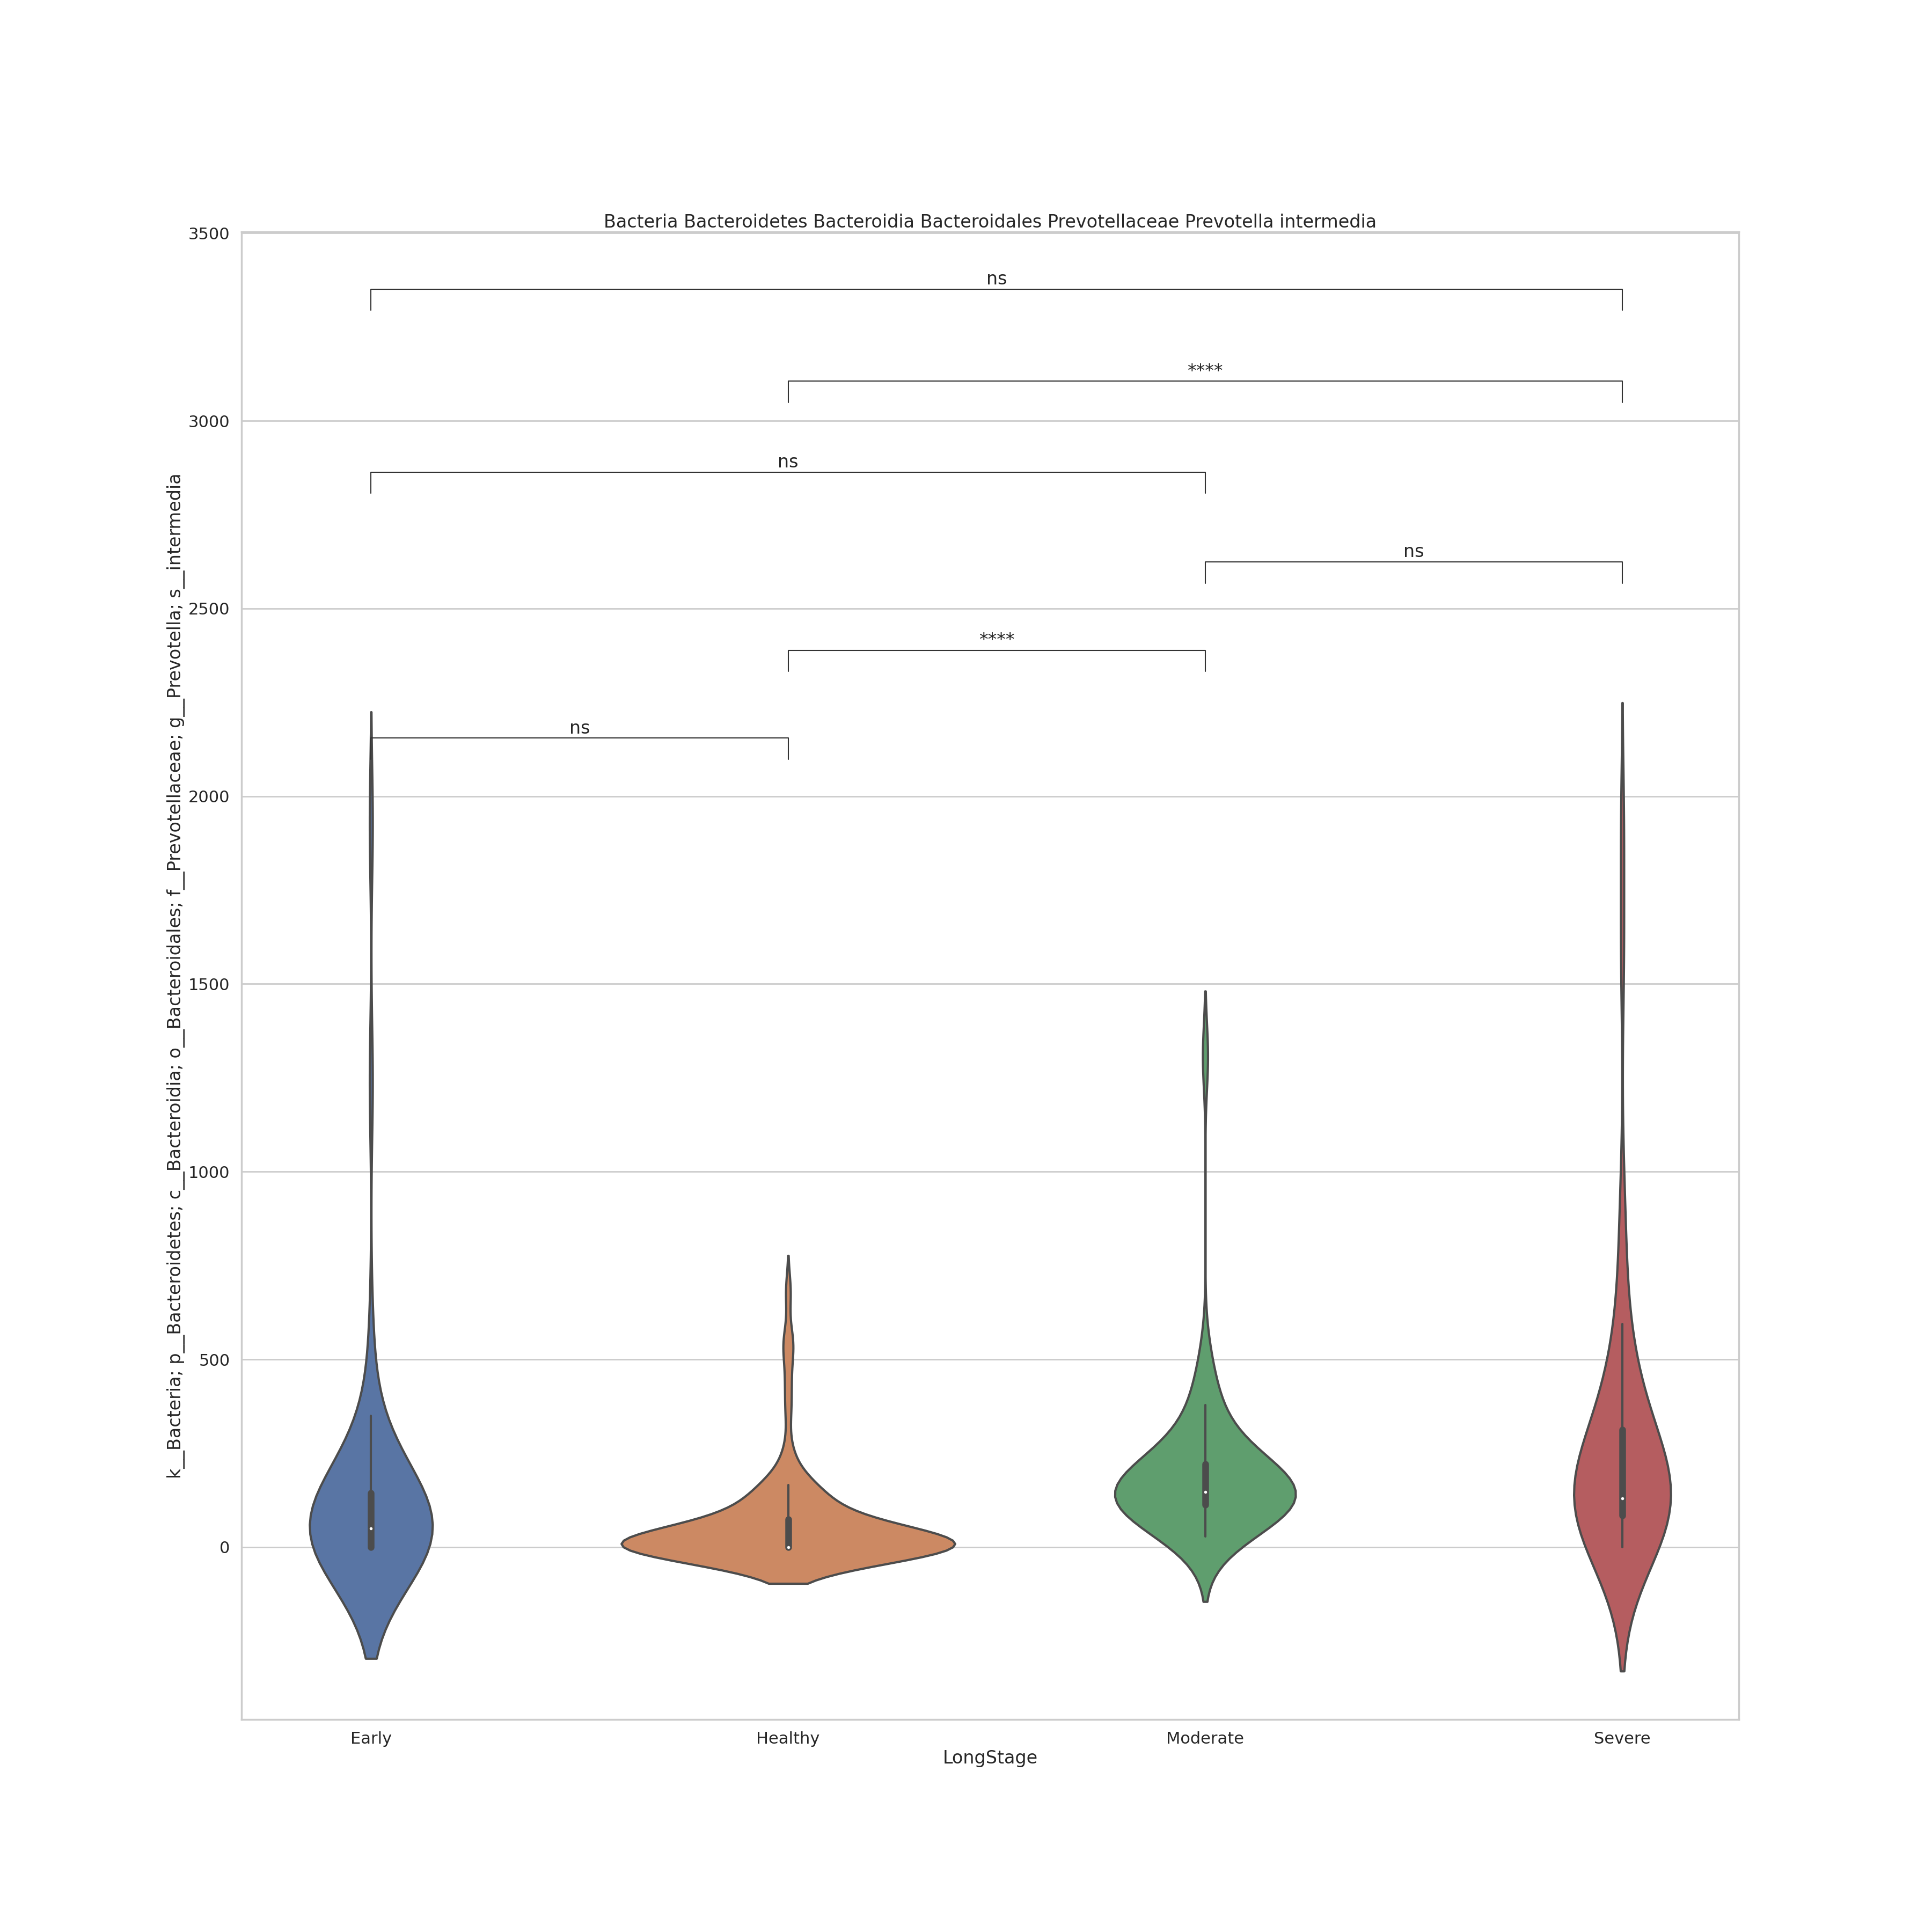 Bacteria Bacteroidetes Bacteroidia Bacteroidales Prevotellaceae Prevotella intermedia
k__Bacteria; p__Bacteroidetes; c__Bacteroidia; o__Bacteroidales; f__Prevotellaceae; g__Prevotella; s__intermedia
3500
3000
2500
2000
1500
1000
500
0
ns
****
ns
ns
****
ns
Early Healthy Moderate Severe
LongStage